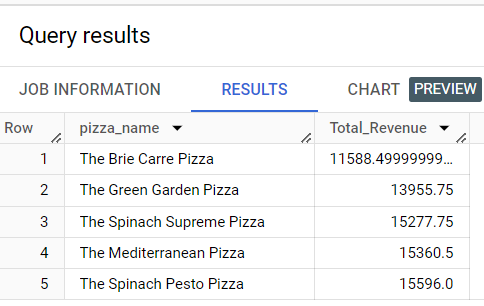 Query results
JOB INFORMATION RESULTS CHART PREVIEW
Row pizza_name Total_Revenue
1 The Brie Carre Pizza 11588.49999999...
2 The Green Garden Pizza 13955.75
3 The Spinach Supreme Pizza 15277.75
4 The Mediterranean Pizza 15360.5
5 The Spinach Pesto Pizza 15596.0